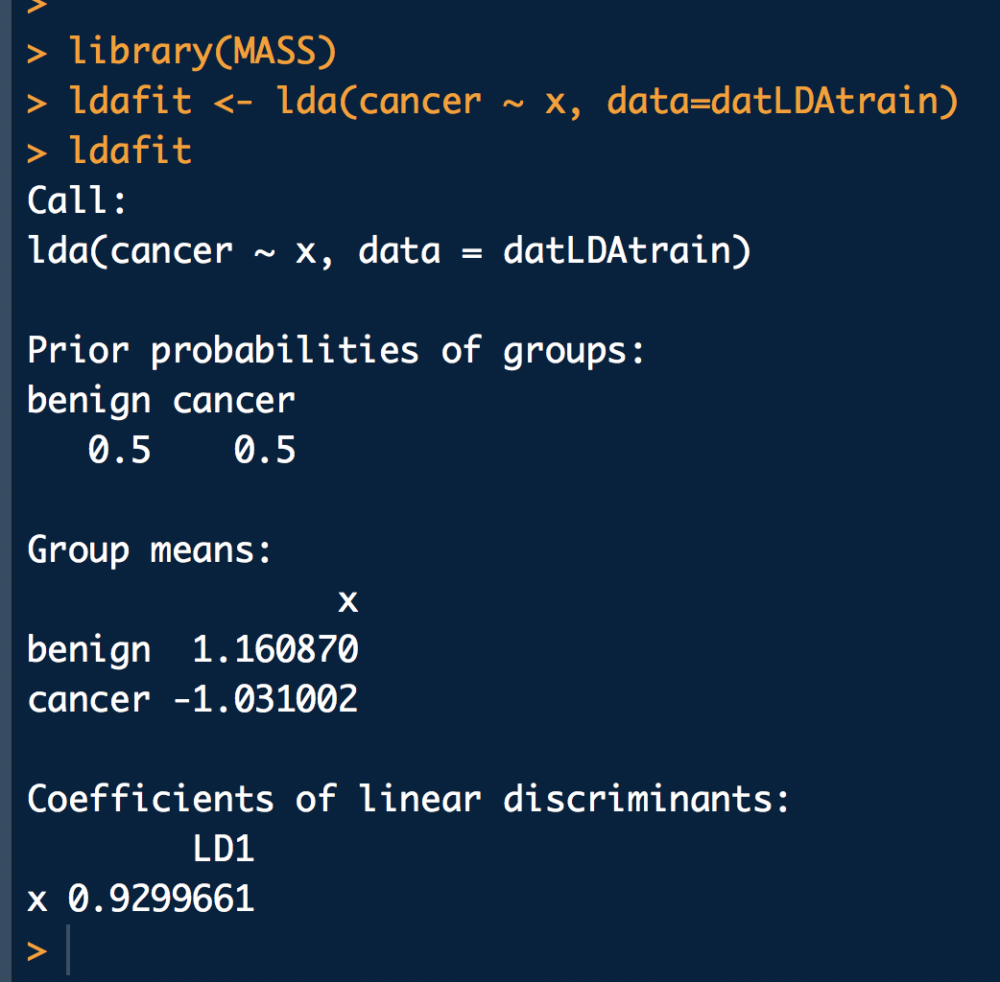 >
> library(MASS)
> ldafit <- lda(cancer ~ x, data=datLDAtrain)
> ldafit
Call:
lda(cancer ~ x, data = datLDAtrain)
Prior probabilities of groups:
benign cancer
   0.5    0.5
Group means:
               x
benign  1.160870
cancer -1.031002
Coefficients of linear discriminants:
        LD1
x 0.9299661
>